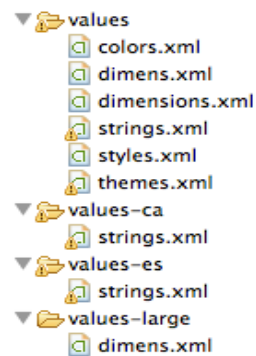 values
colors.xml
dimens.xml
dimensions.xml
strings.xml
styles.xml
themes.xml
values-ca
strings.xml
values-es
strings.xml
values-large
dimens.xml